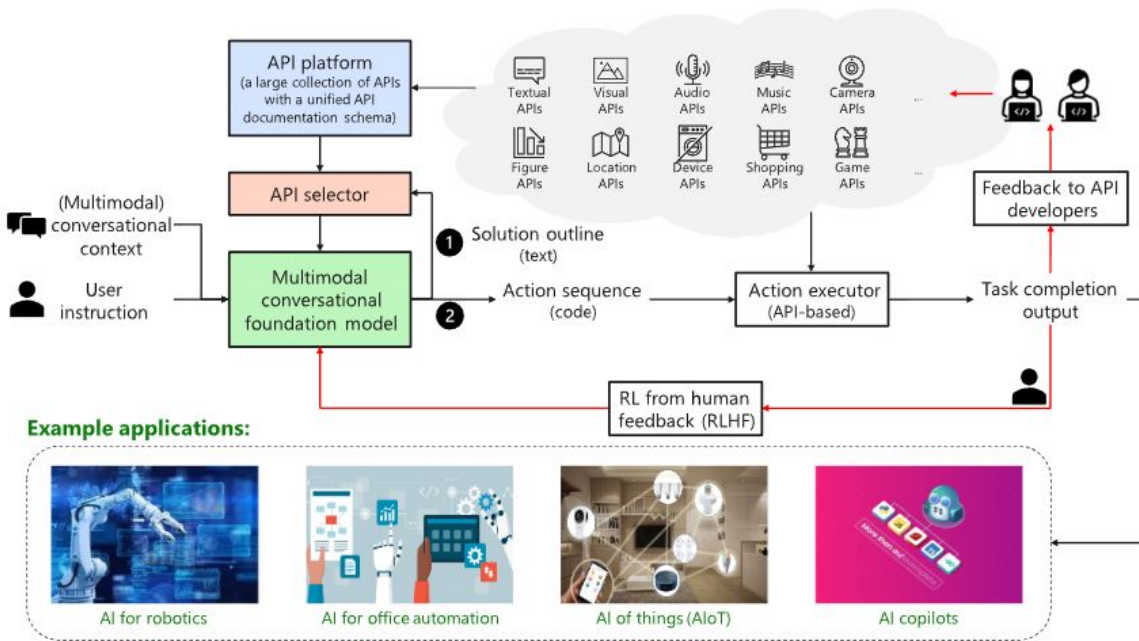 API platform
(a large collection of APIs
with a unified API
documentation schema)
Textual
APIs
Visual
APIs
Audio
APIs
Music
APIs
Camera
APIs
...
Figure
APIs
Location
APIs
Device
APIs
Shopping
APIs
Game
APIs
...
API selector
Feedback to API
developers
(Multimodal)
conversational
context
1
Solution outline
(text)
User
instruction
Multimodal
conversational
foundation model
2
Action sequence
(code)
Action executor
(API-based)
Task completion
output
RL from human
feedback (RLHF)
Example applications:
More than
AI for robotics
AI for office automation
AI of things (AIoT)
AI copilots